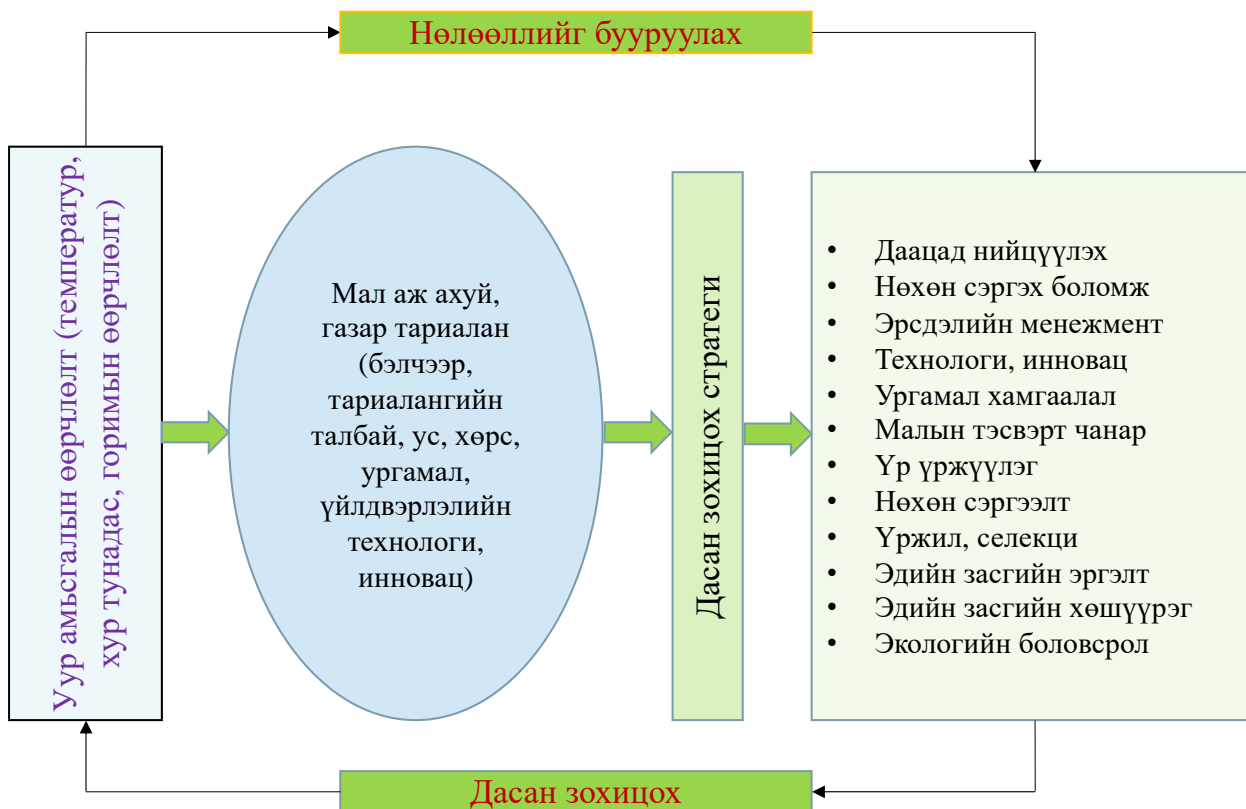 Нөлөөллийг бууруулах
Уур амьсгалын өөрчлөлт (температур,
хур тунадас, горимын өөрчлөлт)
Мал аж ахуй,
газар тариалан
(бэлчээр,
тариалангийн
талбай, ус, хөрс,
ургамал,
үйлдвэрлэлийн
технологи,
инновац)
Дасан зохицох стратеги
• Даацад нийцүүлэх
• Нөхөн сэргэх боломж
• Эрсдэлийн менежмент
• Технологи, инновац
• Ургамал хамгаалал
• Малын тэсвэрт чанар
• Үр үржүүлэг
• Нөхөн сэргээлт
• Үржил, селекци
• Эдийн засгийн эргэлт
• Эдийн засгийн хөшүүрэг
• Экологийн боловсрол
Дасан зохицох